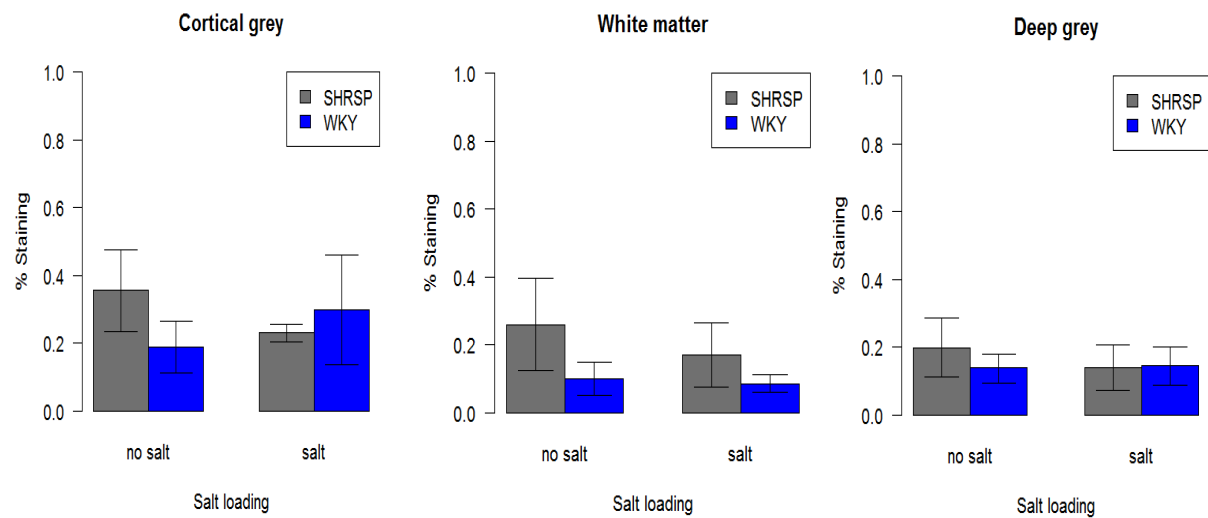 Cortical grey
1.0
0.8
0.6
0.4
0.2
0.0
% Staining
SHRSP
WKY
no salt
salt
Salt loading
White matter
1.0
0.8
0.6
0.4
0.2
0.0
% Staining
SHRSP
WKY
no salt
salt
Salt loading
Deep grey
1.0
0.8
0.6
0.4
0.2
0.0
% Staining
SHRSP
WKY
no salt
salt
Salt loading